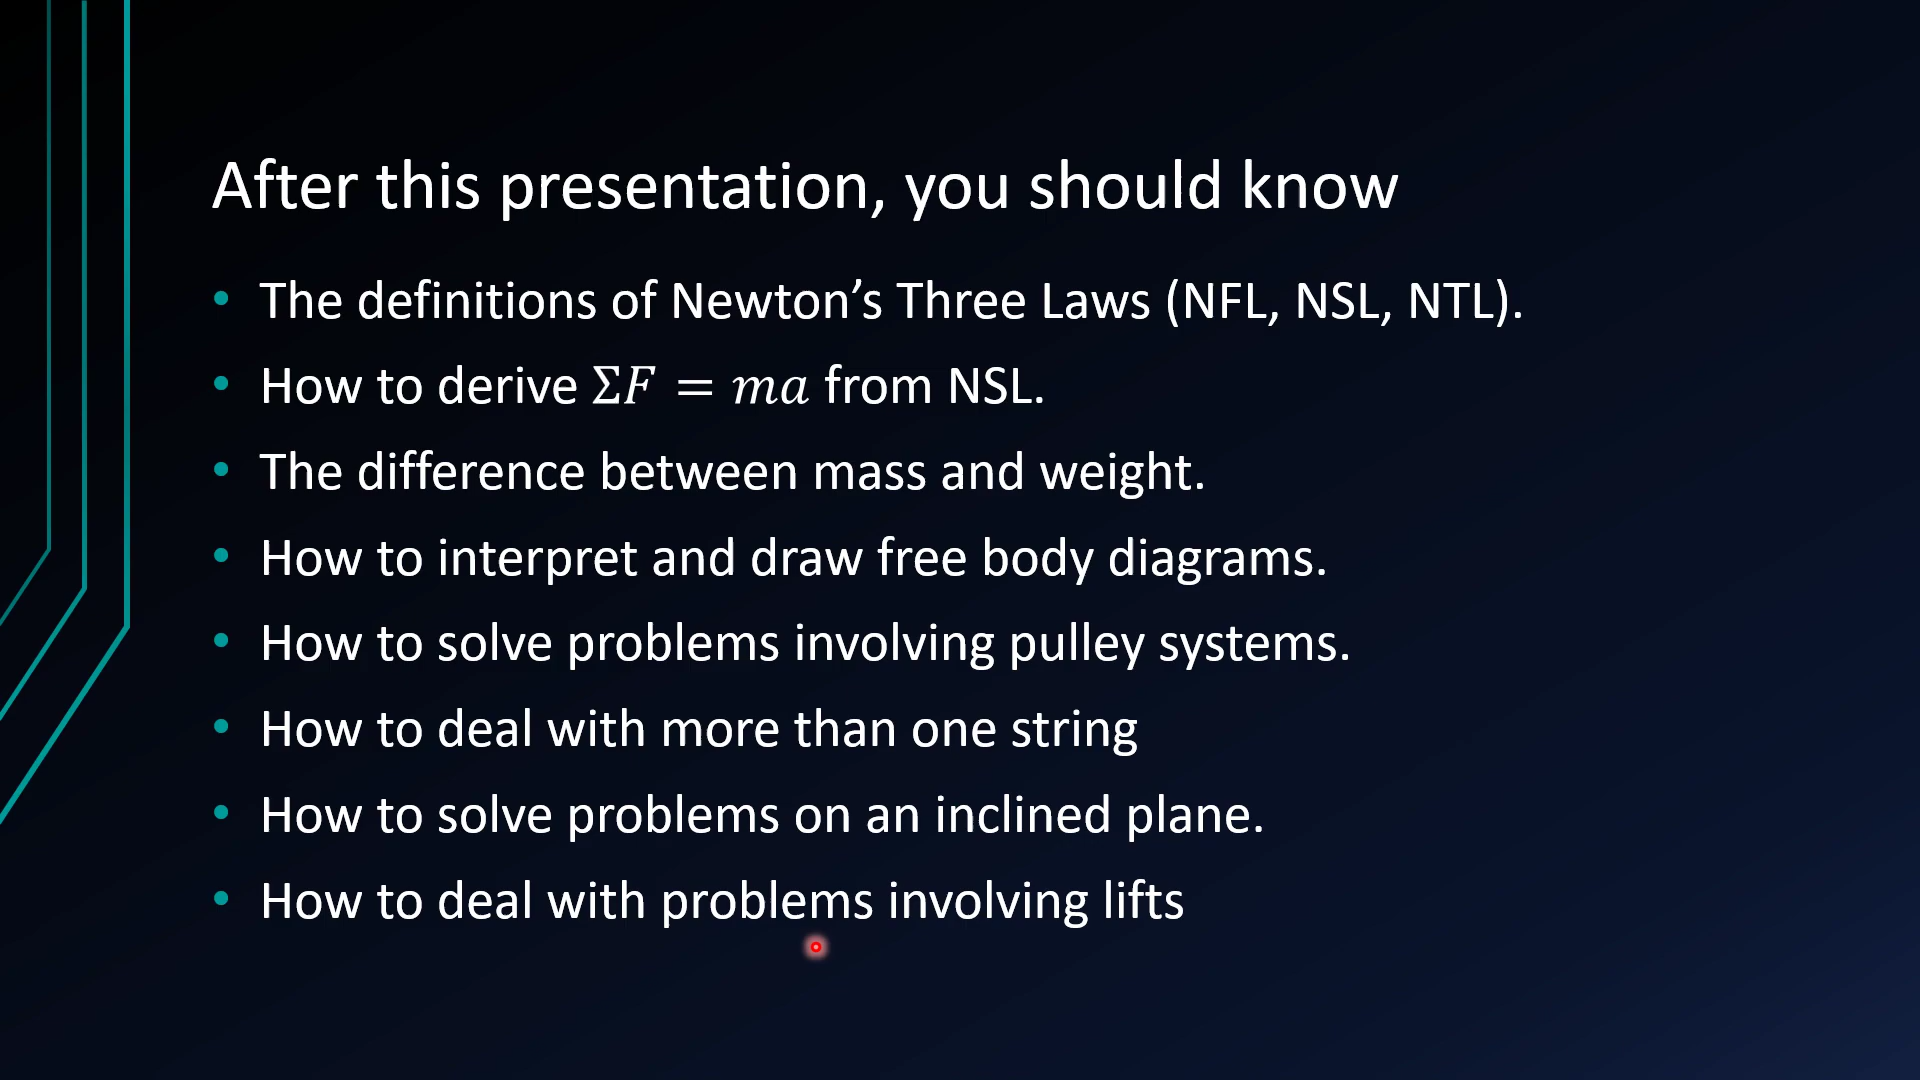 After this presentation, you should know
• The definitions of Newton’s Three Laws (NFL, NSL, NTL).
• How to derive Σ𝐹 = 𝑚𝑎 from NSL.
• The difference between mass and weight.
• How to interpret and draw free body diagrams.
• How to solve problems involving pulley systems.
• How to deal with more than one string
• How to solve problems on an inclined plane.
• How to deal with problems involving lifts